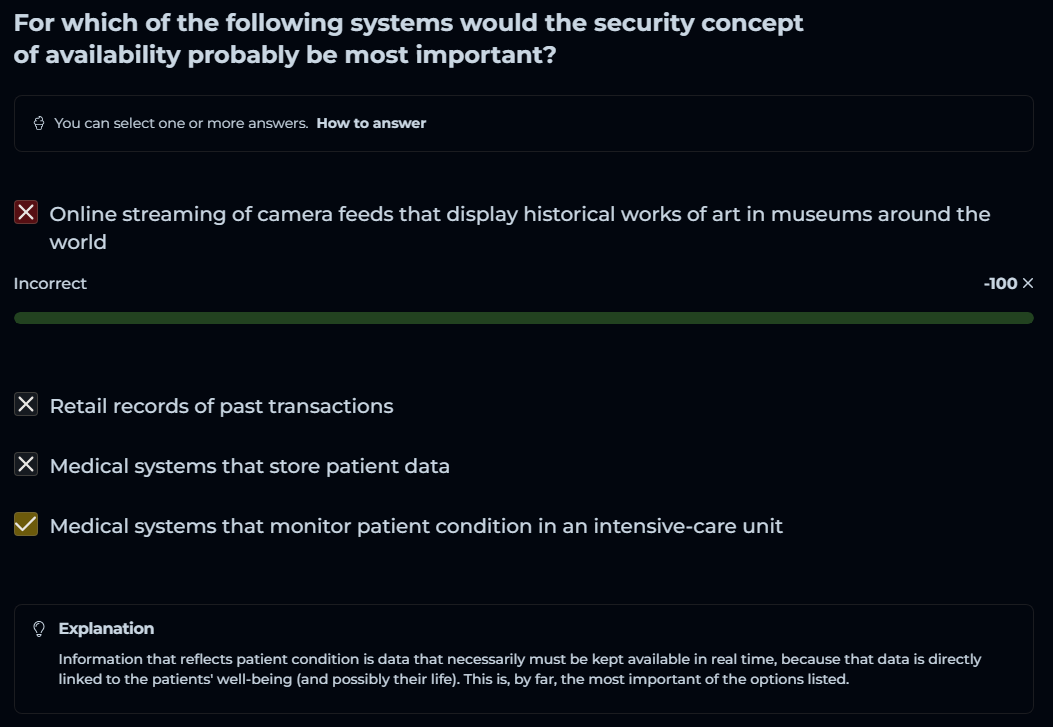 For which of the following systems would the security concept
of availability probably be most important?
You can select one or more answers. How to answer
Online streaming of camera feeds that display historical works of art in museums around the
world
Incorrect
-100 ×
Retail records of past transactions
Medical systems that store patient data
Medical systems that monitor patient condition in an intensive-care unit
Explanation
Information that reflects patient condition is data that necessarily must be kept available in real time, because that data is directly
linked to the patients' well-being (and possibly their life). This is, by far, the most important of the options listed.